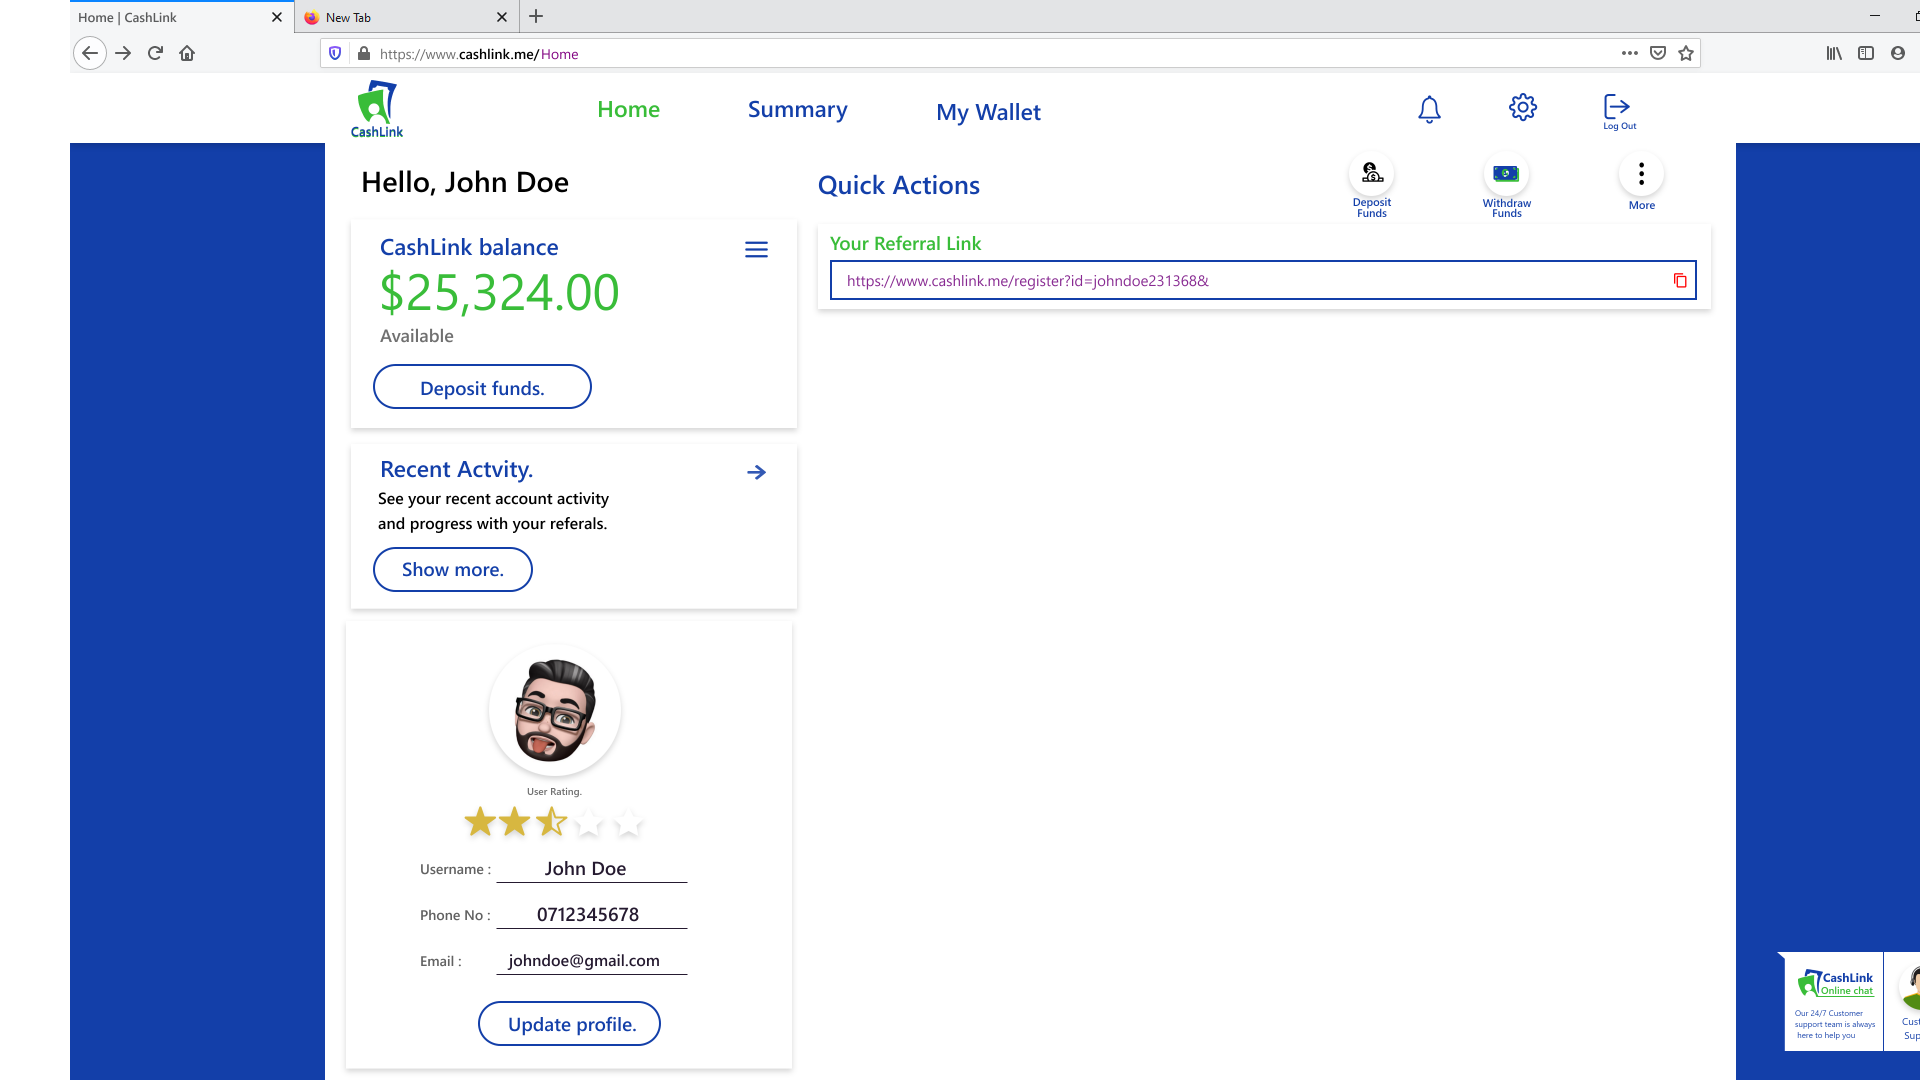 Home | CashLink
New Tab
https://www.cashlink.me/Home
CashLink
Home
Summary
My Wallet
Log Out
Hello, John Doe
Quick Actions
Deposit
Funds
Withdraw
Funds
More
CashLink balance
$25,324.00
Available
Deposit funds.
Your Referral Link
https://www.cashlink.me/register?id=johndoe231368&
Recent Actvity.
See your recent account activity
and progress with your referals.
Show more.
User Rating.
Username : John Doe
Phone No : 0712345678
Email : johndoe@gmail.com
Update profile.
CashLink
Online chat
Our 24/7 Customer
support team is always
here to help you
Cust
Sup